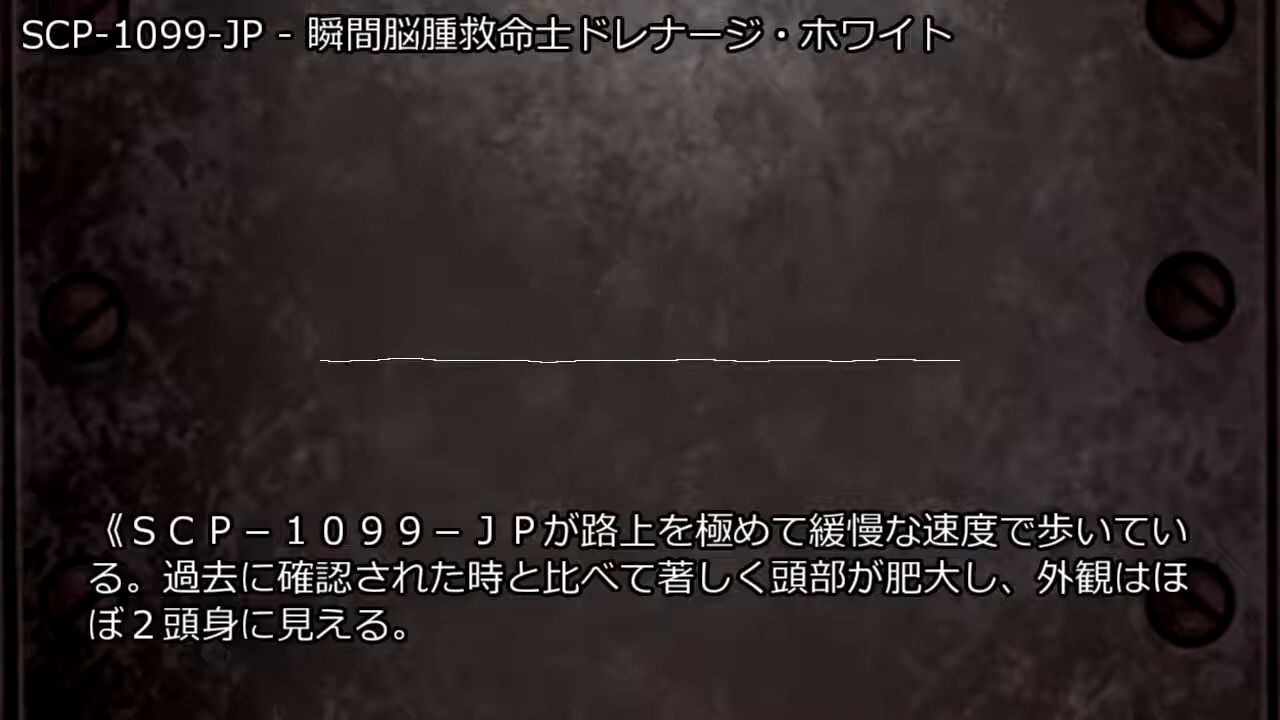 SCP-1099-JP - 瞬間脳腫救命士ドレナージ・ホワイト
《ＳＣＰ－１０９９－ＪＰが路上を極めて緩慢な速度で歩いてい
る。過去に確認された時と比べて著しく頭部が肥大し、外観はほ
ぼ２頭身に見える。